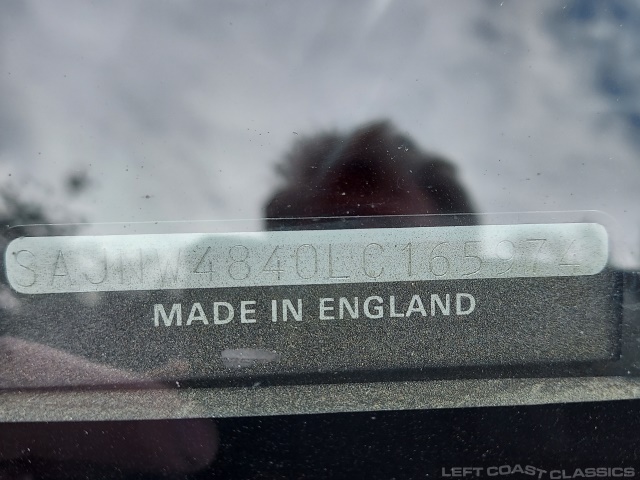 SAJNW4840LC165974
MADE IN ENGLAND
LEFT COAST CLASSICS